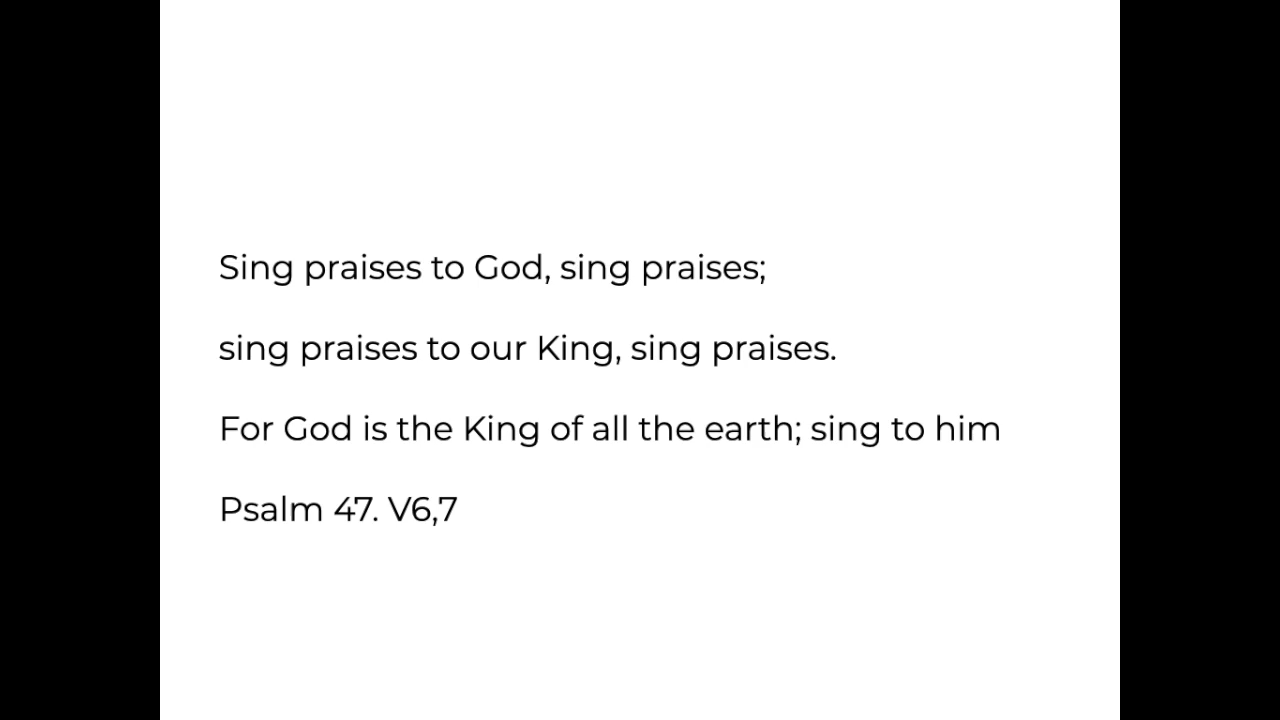 Sing praises to God, sing praises;
sing praises to our King, sing praises.
For God is the King of all the earth; sing to him
Psalm 47. V6,7